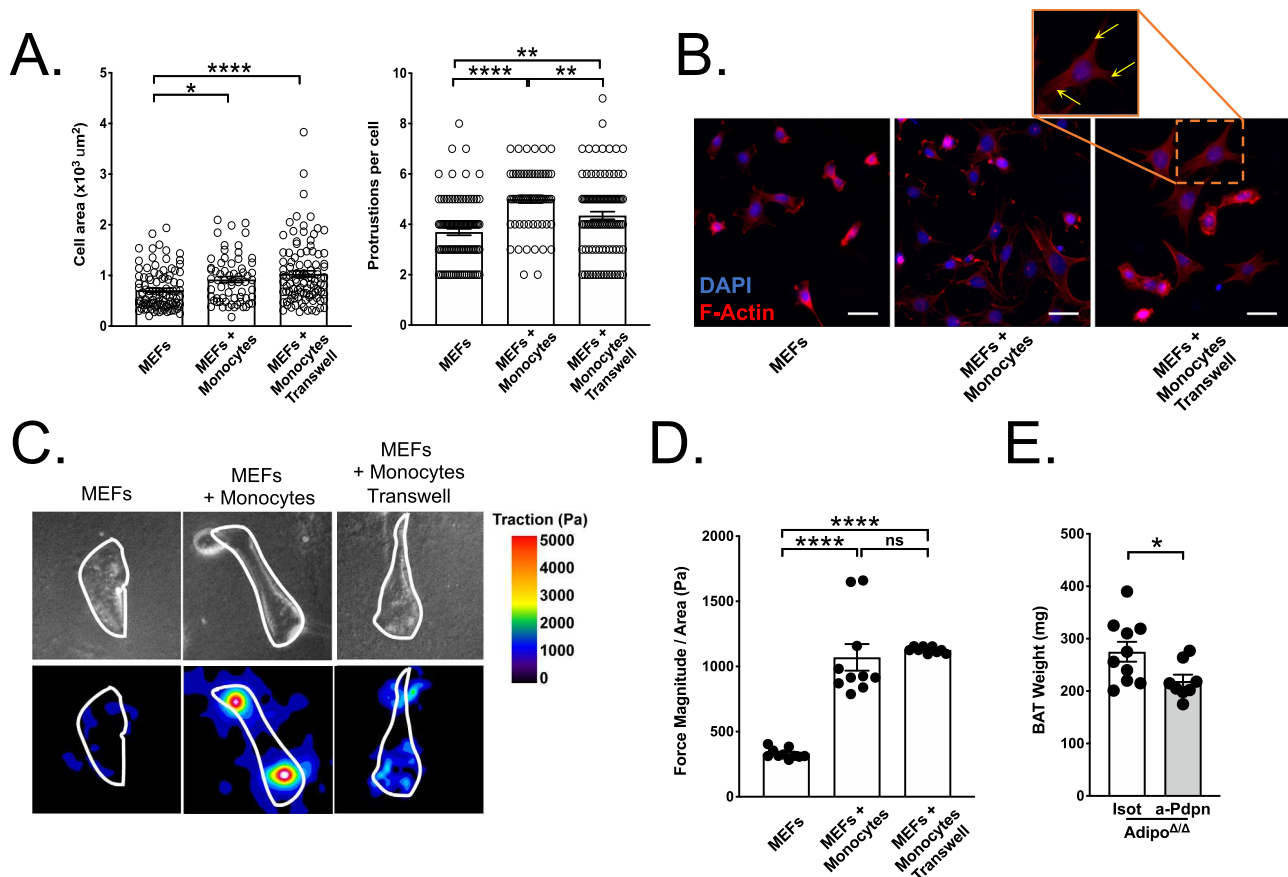 A.
Cell area (x10³ um²)
5
4
3
2
1
0
****
*
MEFs
MEFs +
Monocytes
MEFs +
Monocytes
Transwell
Protrustions per cell
10
8
6
4
2
0
**
****
**
MEFs
MEFs +
Monocytes
MEFs +
Monocytes
Transwell
B.
DAPI
F-Actin
MEFs
MEFs +
Monocytes
MEFs +
Monocytes
Transwell
C.
MEFs
MEFs
+ Monocytes
MEFs
+ Monocytes
Transwell
Traction (Pa)
5000
4000
3000
2000
1000
0
D.
Force Magnitude / Area (Pa)
2000
1500
1000
500
0
****
****
ns
MEFs
MEFs +
Monocytes
MEFs +
Monocytes
Transwell
E.
BAT Weight (mg)
500
400
300
200
100
0
*
Isot a-Pdpn
Adipo^Δ/Δ